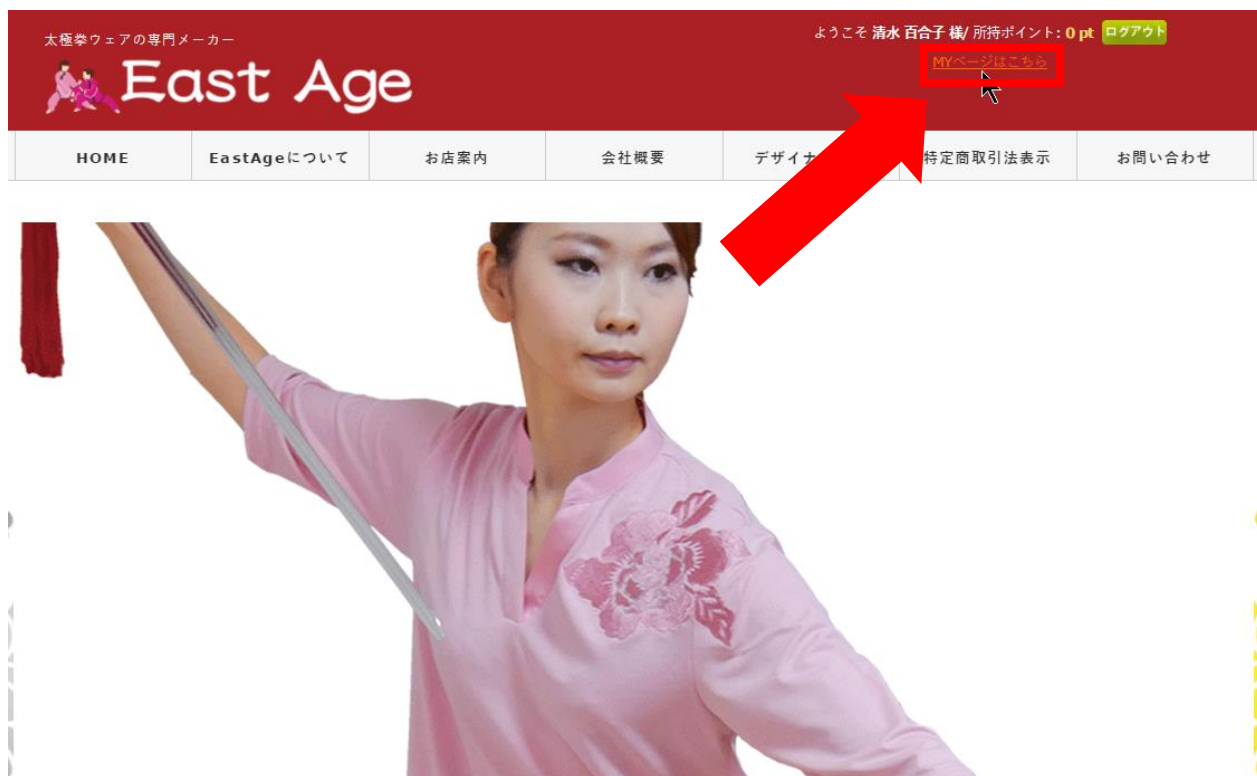 太極拳ウェアの専門メーカー
East Age
ようこそ 清水 百合子 様/ 所持ポイント: 0 pt ログアウト
MYページはこちら
HOME EastAgeについて お店案内 会社概要 デザイナ 特定商取引法表示 お問い合わせ